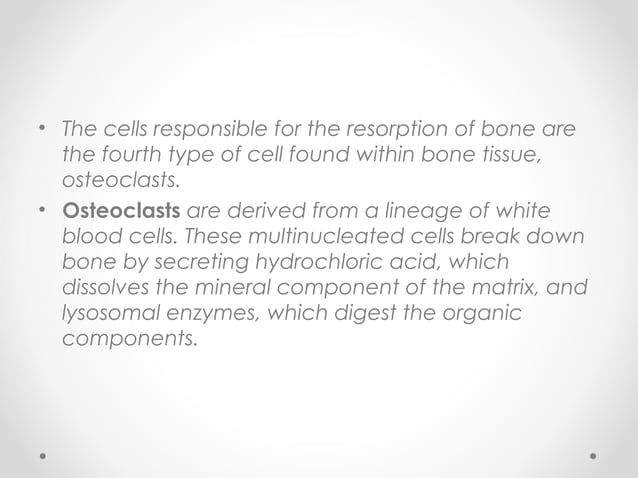 • The cells responsible for the resorption of bone are
the fourth type of cell found within bone tissue,
osteoclasts.
• Osteoclasts are derived from a lineage of white
blood cells. These multinucleated cells break down
bone by secreting hydrochloric acid, which
dissolves the mineral component of the matrix, and
lysosomal enzymes, which digest the organic
components.